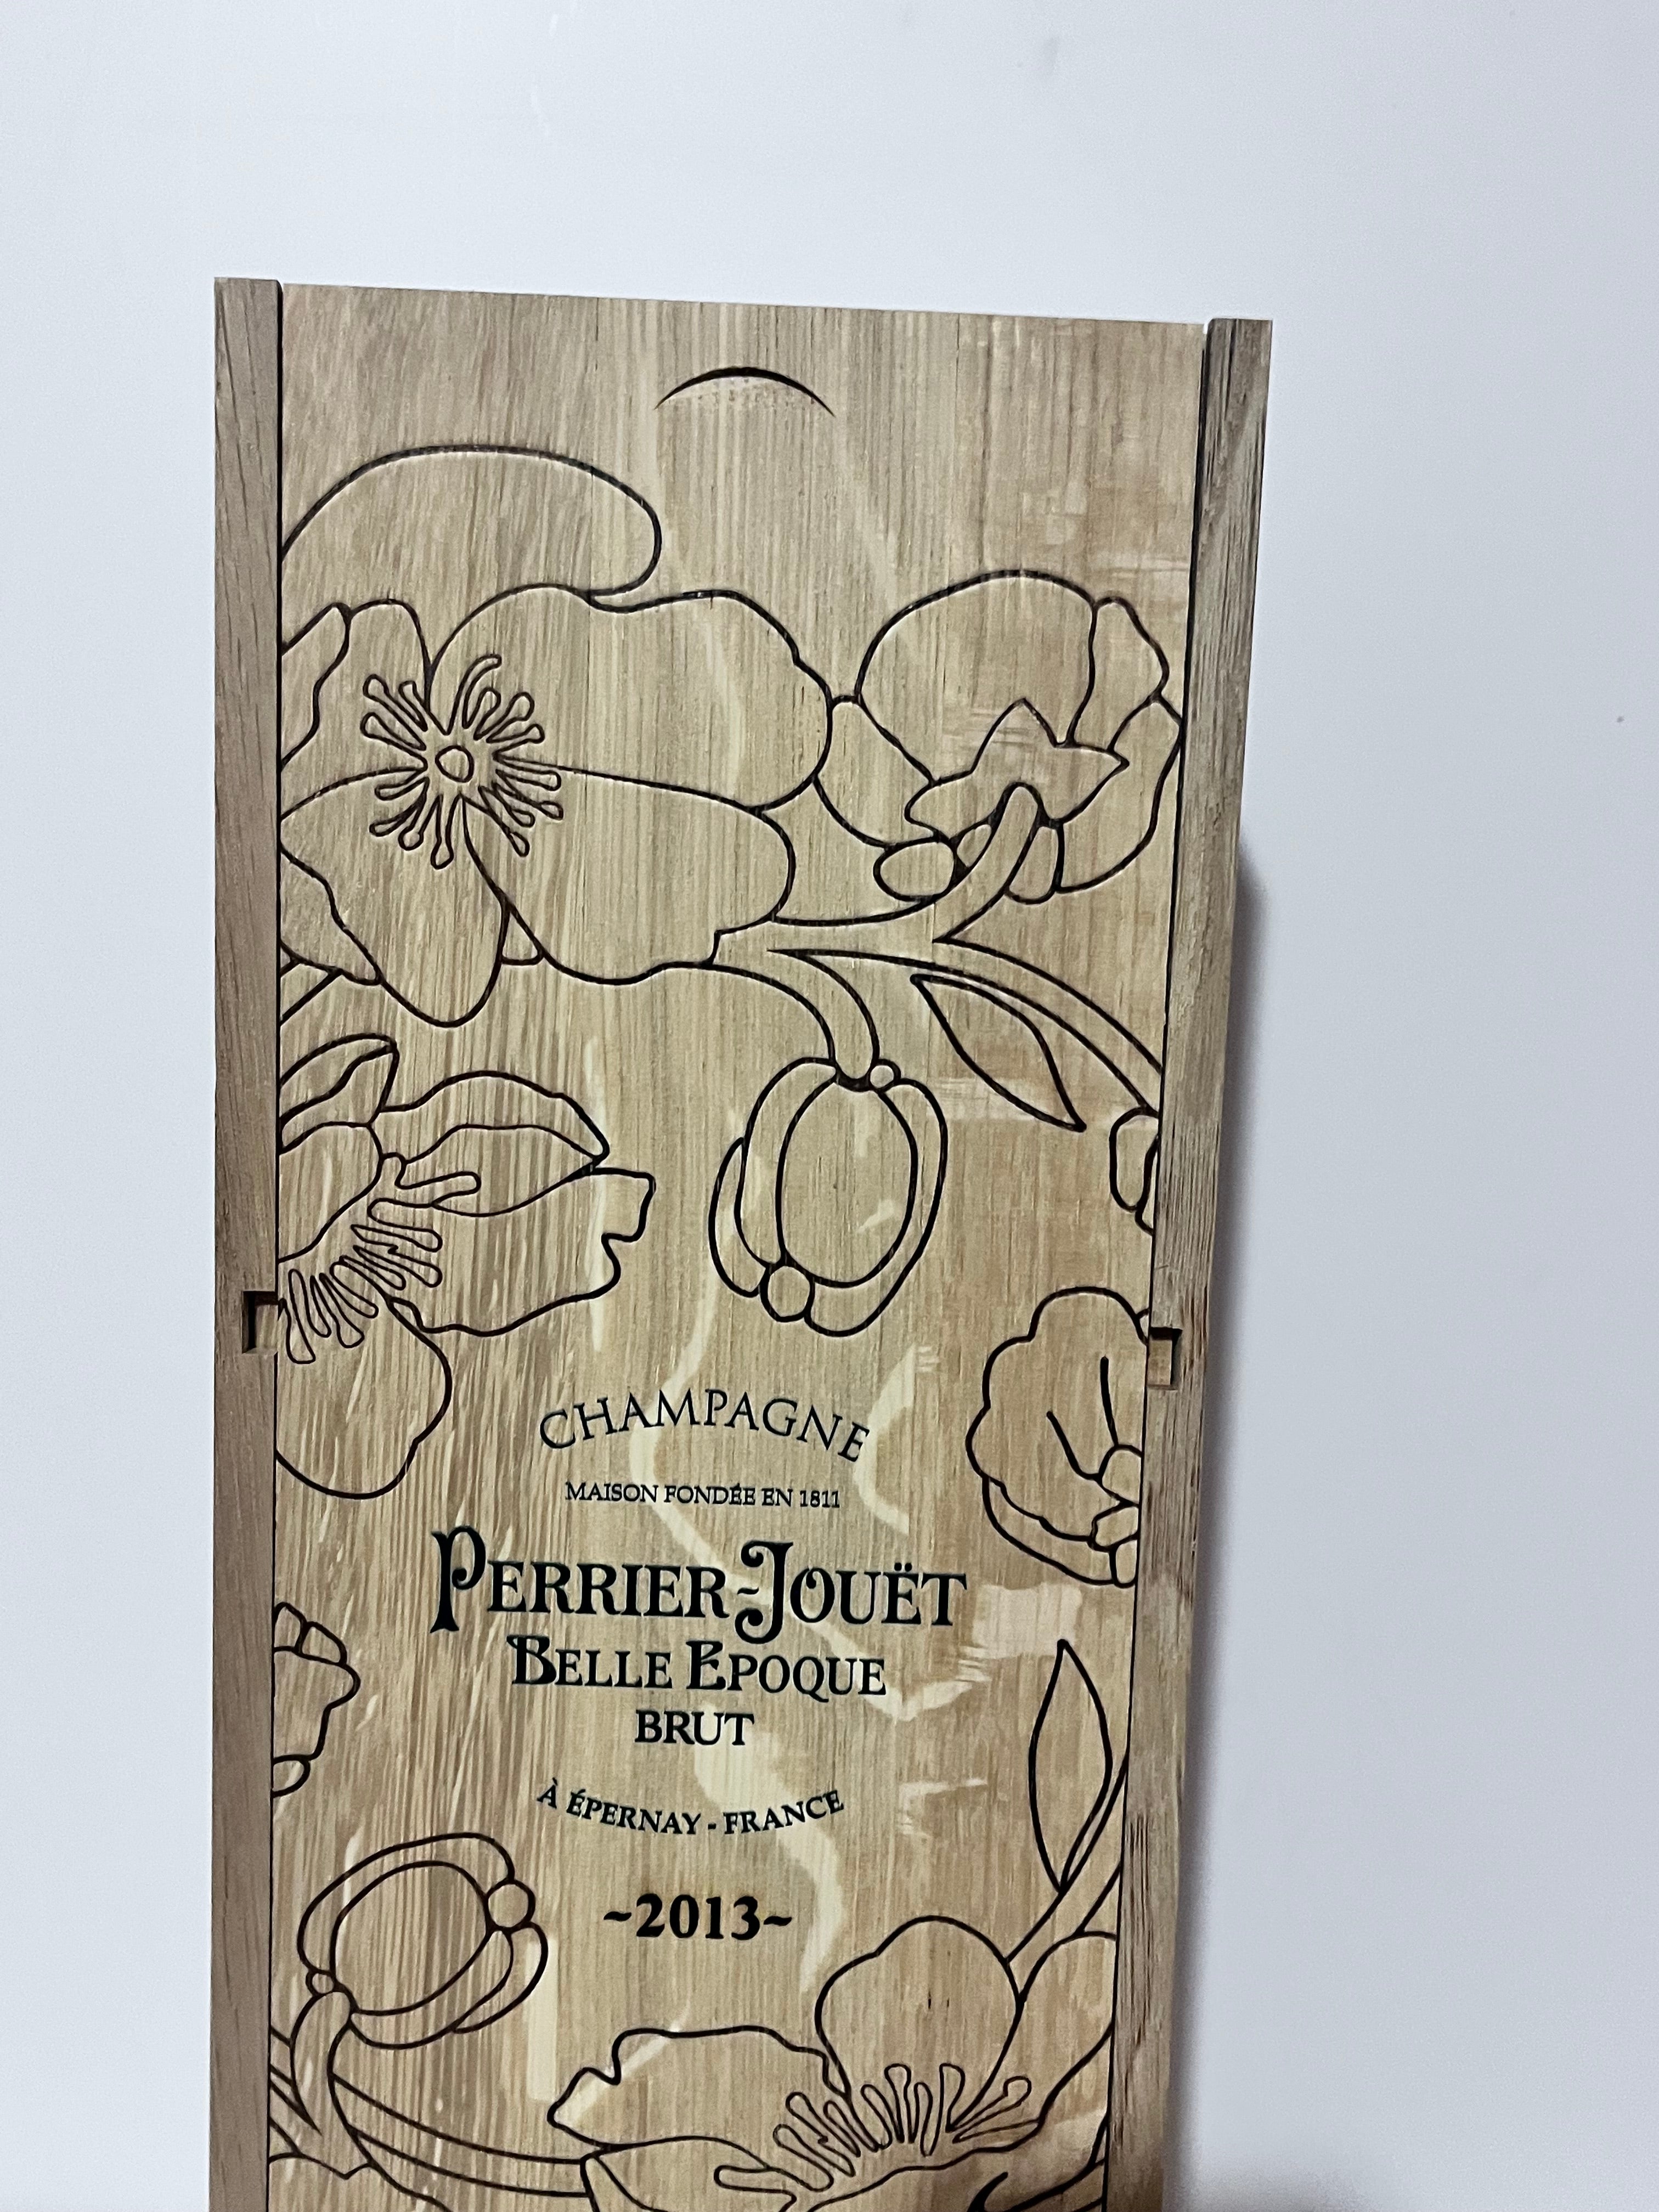 CHAMPAGNE
MAISON FONDÉE EN 1811
PERRIER-JOUËT
BELLE EPOQUE
BRUT
À ÉPERNAY - FRANCE
~2013~